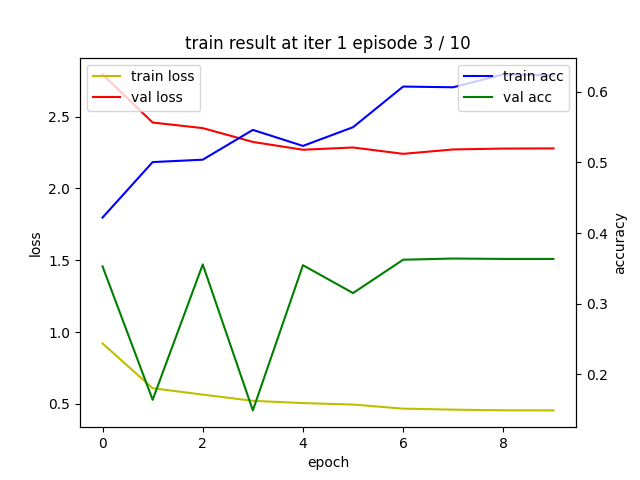 train result at iter 1 episode 3 / 10
train loss
val loss
train acc
val acc
2.5
2.0
1.5
1.0
0.5
loss
0.6
0.5
0.4
0.3
0.2
accuracy
0 2 4 6 8
epoch